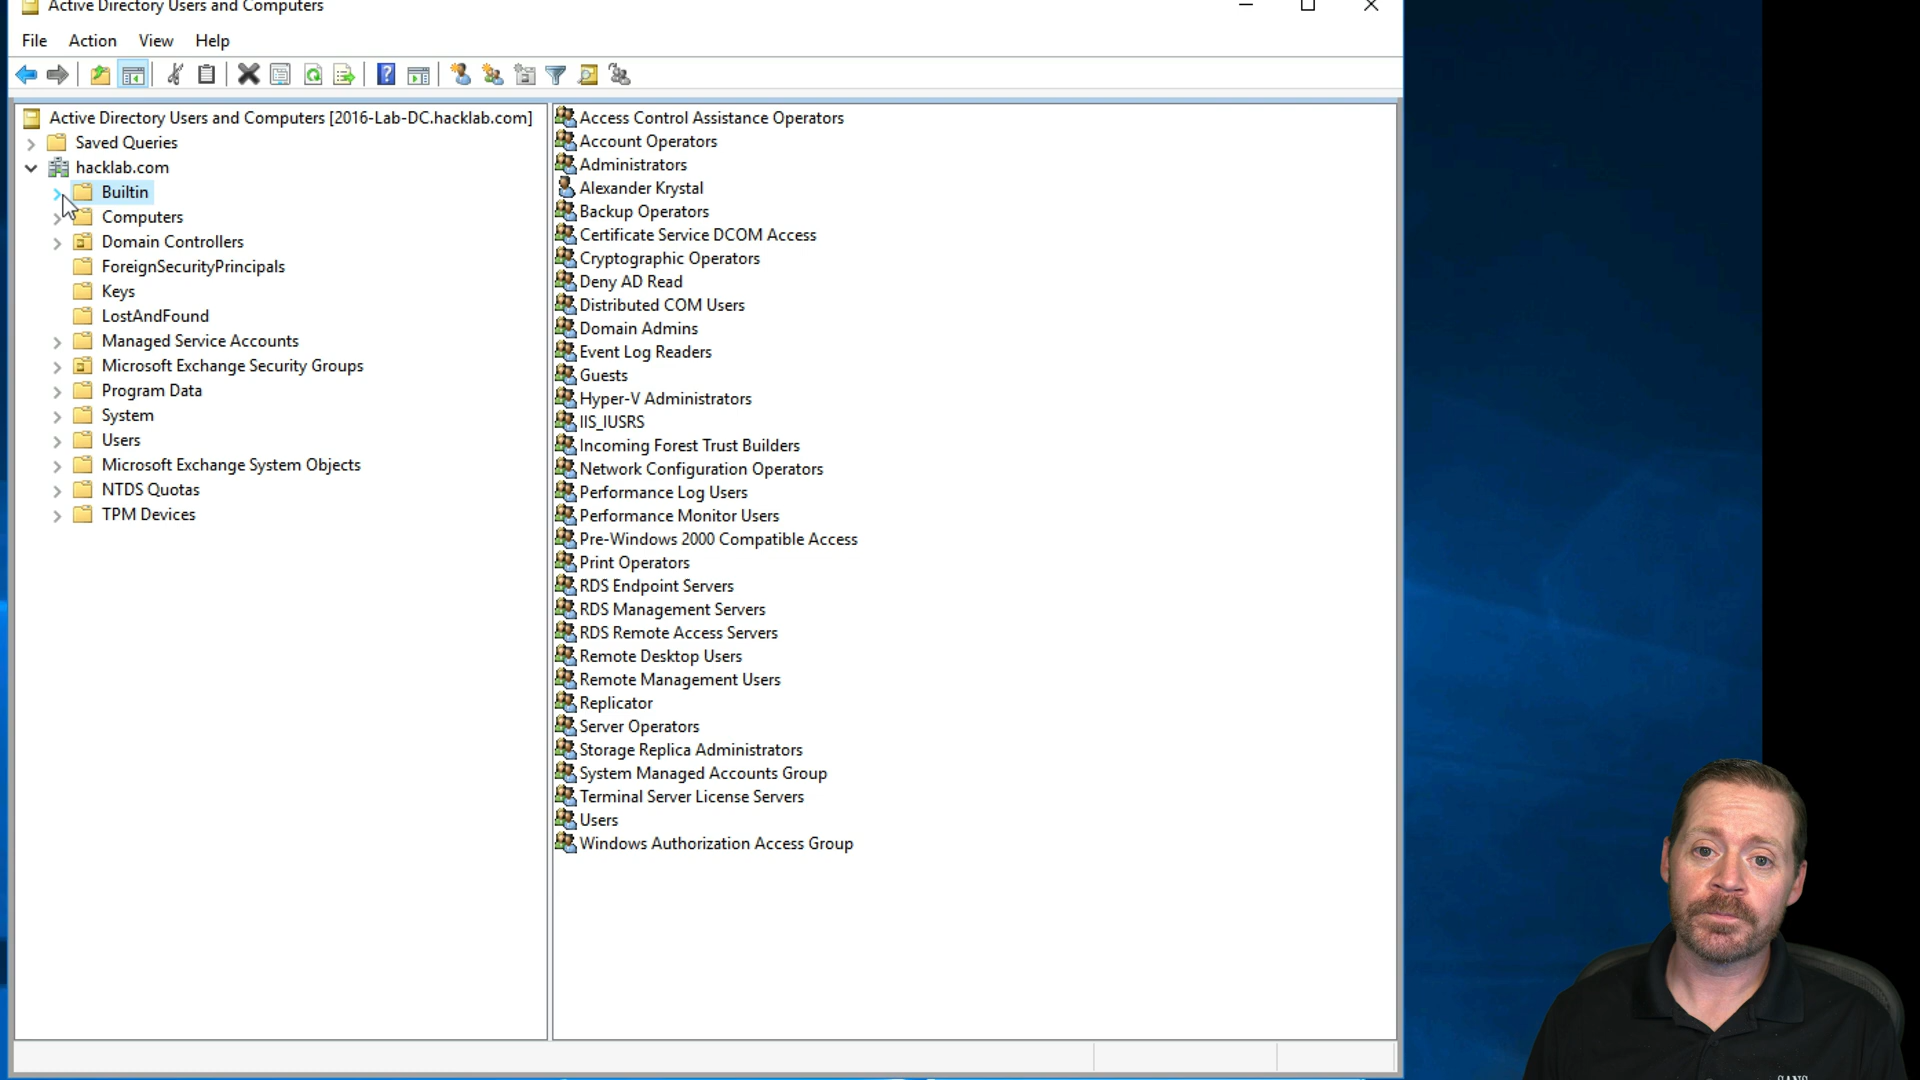 Active Directory Users and Computers
File Action View Help
Active Directory Users and Computers [2016-Lab-DC.hacklab.com]
Saved Queries
hacklab.com
Builtin
Computers
Domain Controllers
ForeignSecurityPrincipals
Keys
LostAndFound
Managed Service Accounts
Microsoft Exchange Security Groups
Program Data
System
Users
Microsoft Exchange System Objects
NTDS Quotas
TPM Devices
Access Control Assistance Operators
Account Operators
Administrators
Alexander Krystal
Backup Operators
Certificate Service DCOM Access
Cryptographic Operators
Deny AD Read
Distributed COM Users
Domain Admins
Event Log Readers
Guests
Hyper-V Administrators
IIS_IUSRS
Incoming Forest Trust Builders
Network Configuration Operators
Performance Log Users
Performance Monitor Users
Pre-Windows 2000 Compatible Access
Print Operators
RDS Endpoint Servers
RDS Management Servers
RDS Remote Access Servers
Remote Desktop Users
Remote Management Users
Replicator
Server Operators
Storage Replica Administrators
System Managed Accounts Group
Terminal Server License Servers
Users
Windows Authorization Access Group